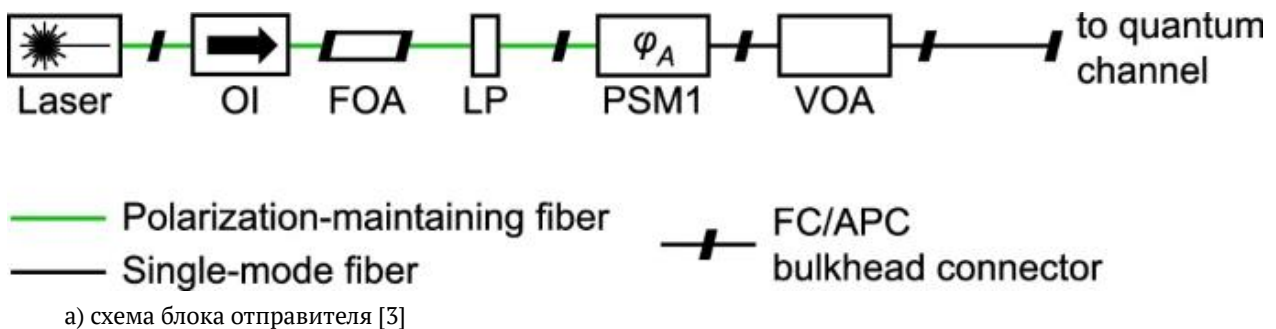 to quantum
channel
φA
Laser OI FOA LP PSM1 VOA
Polarization-maintaining fiber
Single-mode fiber
FC/APC
bulkhead connector
а) схема блока отправителя [3]